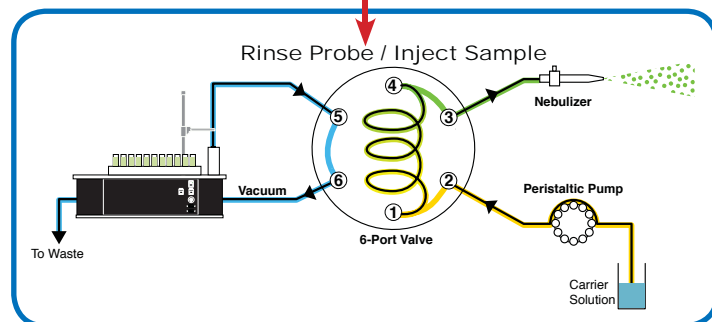 Rinse Probe / Inject Sample
4
5
3
Nebulizer
6
2
Vacuum
Peristaltic Pump
1
6-Port Valve
To Waste
Carrier
Solution